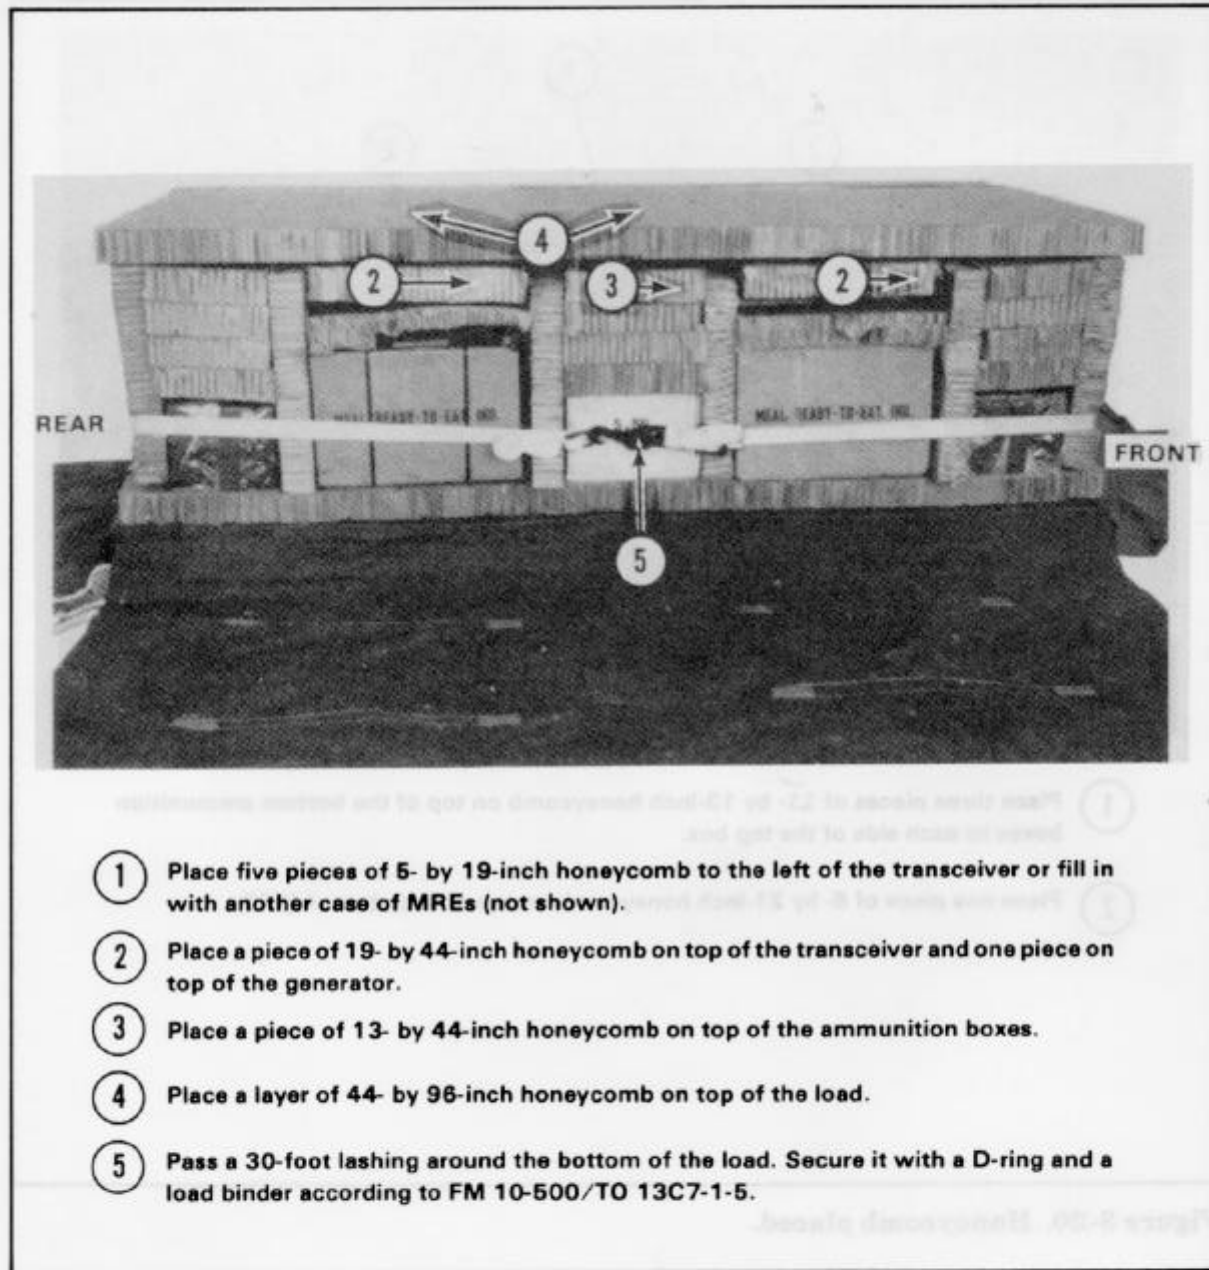 4
2
3
2
REAR
MEAL READY-TO-EAT IND.
MEAL READY-TO-EAT IND.
FRONT
5
1 Place five pieces of 5- by 19-inch honeycomb to the left of the transceiver or fill in
with another case of MREs (not shown).
2 Place a piece of 19- by 44-inch honeycomb on top of the transceiver and one piece on
top of the generator.
3 Place a piece of 13- by 44-inch honeycomb on top of the ammunition boxes.
4 Place a layer of 44- by 96-inch honeycomb on top of the load.
5 Pass a 30-foot lashing around the bottom of the load. Secure it with a D-ring and a
load binder according to FM 10-500/TO 13C7-1-5.